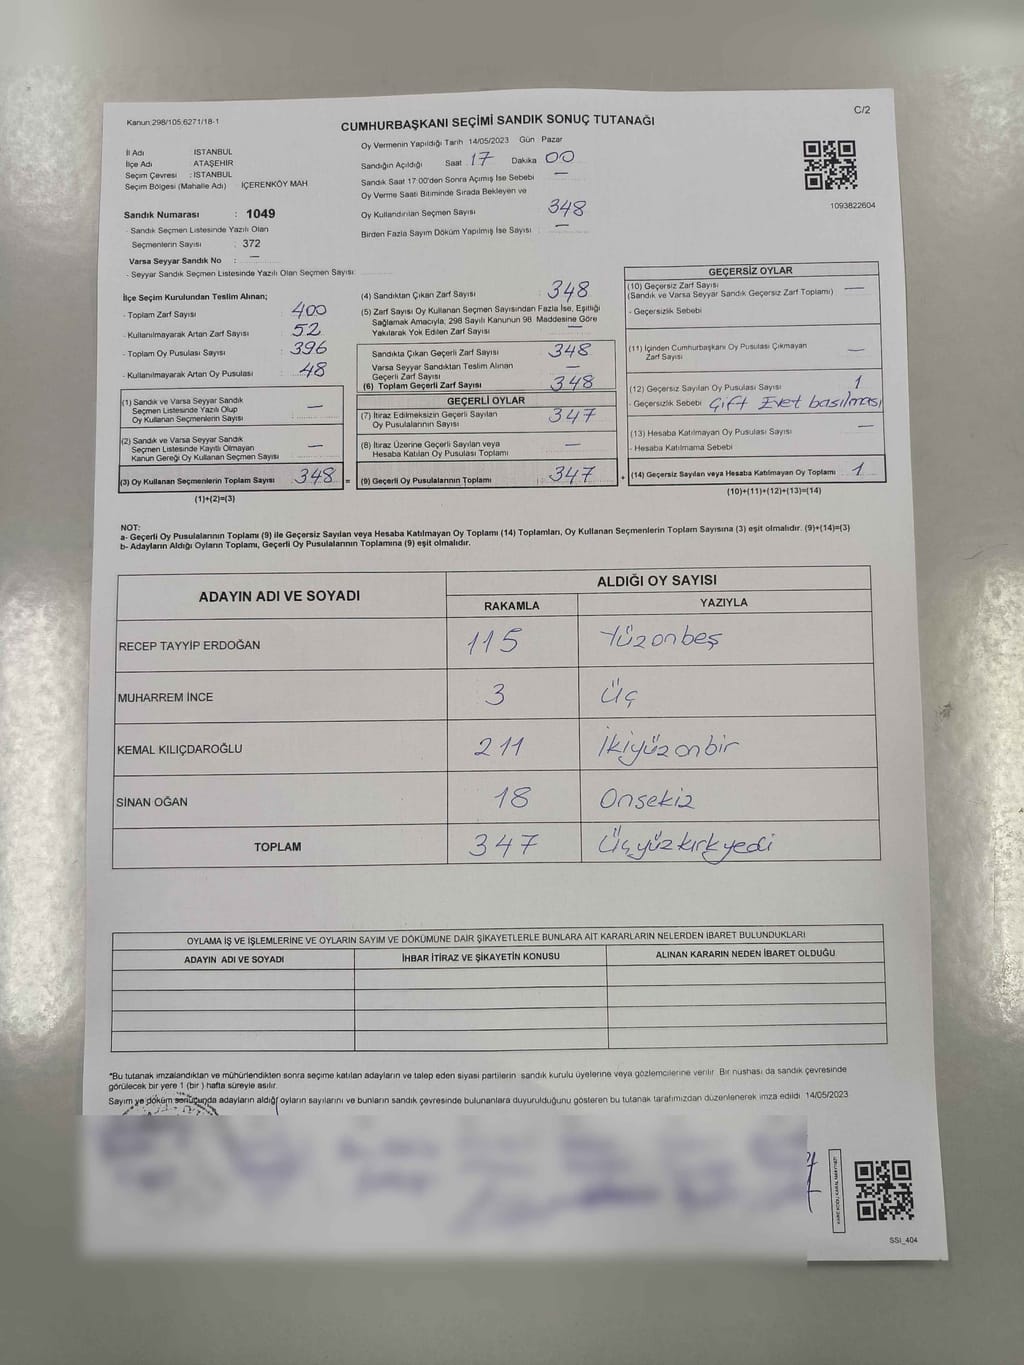 Kanun:298/105.6271/18-1
C/2
CUMHURBAŞKANI SEÇİMİ SANDIK SONUÇ TUTANAĞI
İl Adı İSTANBUL
İlçe Adı ATAŞEHİR
Seçim Çevresi : İSTANBUL
Seçim Bölgesi (Mahalle Adı) İÇERENKÖY MAH
Sandık Numarası : 1049
- Sandık Seçmen Listesinde Yazılı Olan
Seçmenlerin Sayısı : 372
Varsa Seyyar Sandık No : —
- Seyyar Sandık Seçmen Listesinde Yazılı Olan Seçmen Sayısı:
Oy Vermenin Yapıldığı Tarih 14/05/2023 Gün : Pazar
Sandığın Açıldığı Saat 17 Dakika 00
Sandık Saat 17:00'den Sonra Açımış İse Sebebi —
Oy Verme Saati Bitiminde Sırada Bekleyen ve
Oy Kullandırılan Seçmen Sayısı 348
Birden Fazla Sayım Döküm Yapılmış İse Sayısı : —
1093822604
İlçe Seçim Kurulundan Teslim Alınan;
- Toplam Zarf Sayısı : 400
- Kullanılmayarak Artan Zarf Sayısı : 52
- Toplam Oy Pusulası Sayısı : 396
- Kullanılmayarak Artan Oy Pusulası : 48
(1) Sandık ve Varsa Seyyar Sandık
Seçmen Listesinde Yazılı Olup
Oy Kullanan Seçmenlerin Sayısı : —
(2) Sandık ve Varsa Seyyar Sandık
Seçmen Listesinde Kayıtlı Olmayan
Kanun Gereği Oy Kullanan Seçmen Sayısı : —
(3) Oy Kullanan Seçmenlerin Toplam Sayısı : 348 =
(1)+(2)=(3)
(4) Sandıktan Çıkan Zarf Sayısı : 348
(5) Zarf Sayısı Oy Kullanan Seçmen Sayısından Fazla İse, Eşitliği
Sağlamak Amacıyla, 298 Sayılı Kanunun 98. Maddesine Göre
Yakılarak Yok Edilen Zarf Sayısı —
Sandıkta Çıkan Geçerli Zarf Sayısı : 348
Varsa Seyyar Sandıktan Teslim Alınan
Geçerli Zarf Sayısı —
(6) Toplam Geçerli Zarf Sayısı : 348
GEÇERLİ OYLAR
(7) İtiraz Edilmeksizin Geçerli Sayılan
Oy Pusulalarının Sayısı : 347
(8) İtiraz Üzerine Geçerli Sayılan veya
Hesaba Katılan Oy Pusulası Toplamı —
(9) Geçerli Oy Pusulalarının Toplamı : 347 +
GEÇERSİZ OYLAR
(10) Geçersiz Zarf Sayısı
(Sandık ve Varsa Seyyar Sandık Geçersiz Zarf Toplamı) —
- Geçersizlik Sebebi
(11) İçinden Cumhurbaşkanı Oy Pusulası Çıkmayan
Zarf Sayısı —
(12) Geçersiz Sayılan Oy Pusulası Sayısı 1
- Geçersizlik Sebebi Çift Evet basılması
(13) Hesaba Katılmayan Oy Pusulası Sayısı —
- Hesaba Katılmama Sebebi
(14) Geçersiz Sayılan veya Hesaba Katılmayan Oy Toplamı 1
(10)+(11)+(12)+(13)=(14)
NOT:
a- Geçerli Oy Pusulalarının Toplamı (9) ile Geçersiz Sayılan veya Hesaba Katılmayan Oy Toplamı (14) Toplamları, Oy Kullanan Seçmenlerin Toplam Sayısına (3) eşit olmalıdır. (9)+(14)=(3)
b- Adayların Aldığı Oyların Toplamı, Geçerli Oy Pusulalarının Toplamına (9) eşit olmalıdır.
ADAYIN ADI VE SOYADI ALDIĞI OY SAYISI
RAKAMLA YAZIYLA
RECEP TAYYİP ERDOĞAN 115 Yüzonbeş
MUHARREM İNCE 3 Üç
KEMAL KILIÇDAROĞLU 211 İkiyüzonbir
SİNAN OĞAN 18 Onsekiz
TOPLAM 347 Üçyüzkırkyedi
OYLAMA İŞ VE İŞLEMLERİNE VE OYLARIN SAYIM VE DÖKÜMÜNE DAİR ŞİKAYETLERLE BUNLARA AİT KARARLARIN NELERDEN İBARET BULUNDUKLARI
ADAYIN ADI VE SOYADI İHBAR İTİRAZ VE ŞİKAYETİN KONUSU ALINAN KARARIN NEDEN İBARET OLDUĞU
*Bu tutanak imzalandıktan ve mühürlendikten sonra seçime katılan adayların ve talep eden siyasi partilerin sandık kurulu üyelerine veya gözlemcilerine verilir. Bir nüshası da sandık çevresinde
görülecek bir yere 1 (bir ) hafta süreyle asılır.
Sayım ve döküm sonucunda adayların aldığı oyların sayılarını ve bunların sandık çevresinde bulunanlara duyurulduğunu gösteren bu tutanak tarafımızdan düzenlenerek imza edildi. 14/05/2023
SSI_404